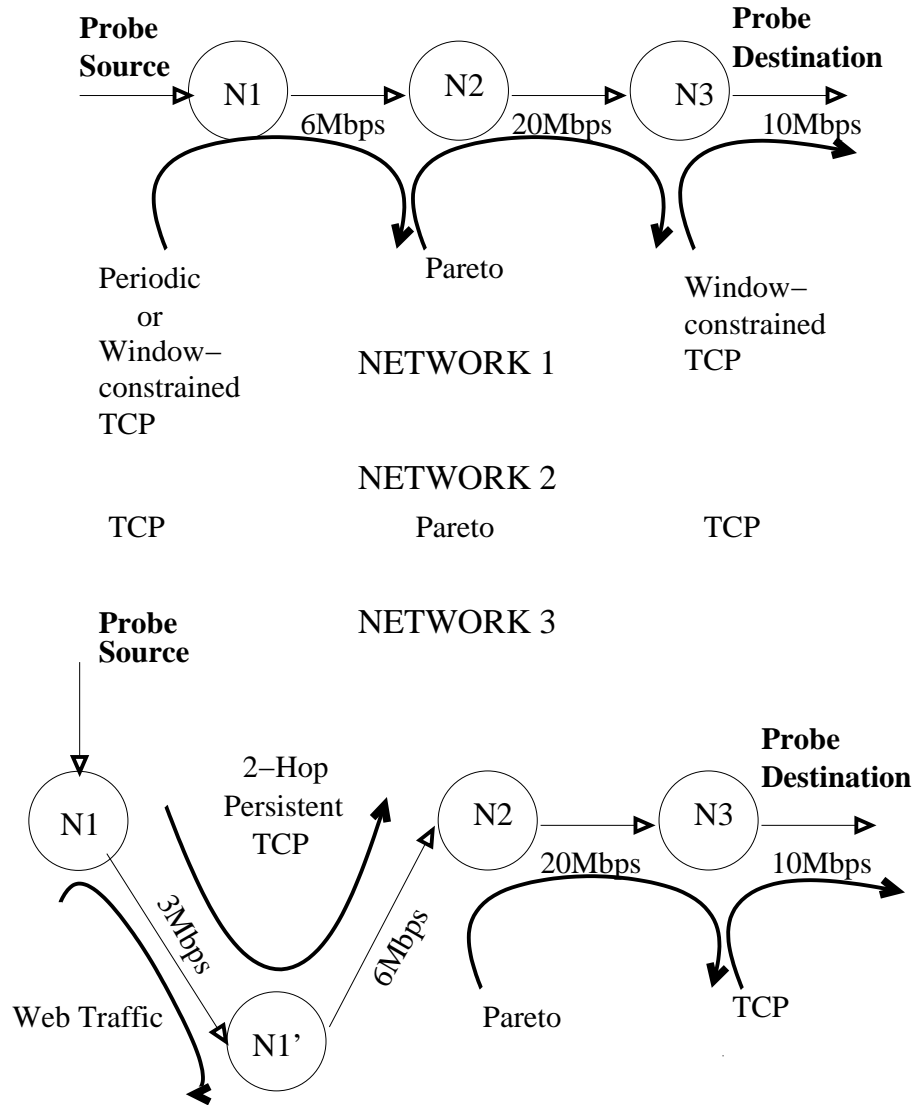 Probe
Source
Probe
Destination
N1
N2
N3
6Mbps
20Mbps
10Mbps
Periodic
or
Window−
constrained
TCP
Pareto
Window−
constrained
TCP
NETWORK 1
NETWORK 2
TCP
Pareto
TCP
NETWORK 3
Probe
Source
2−Hop
Persistent
TCP
Probe
Destination
N1
N2
N3
20Mbps
10Mbps
3Mbps
6Mbps
Web Traffic
N1'
Pareto
TCP